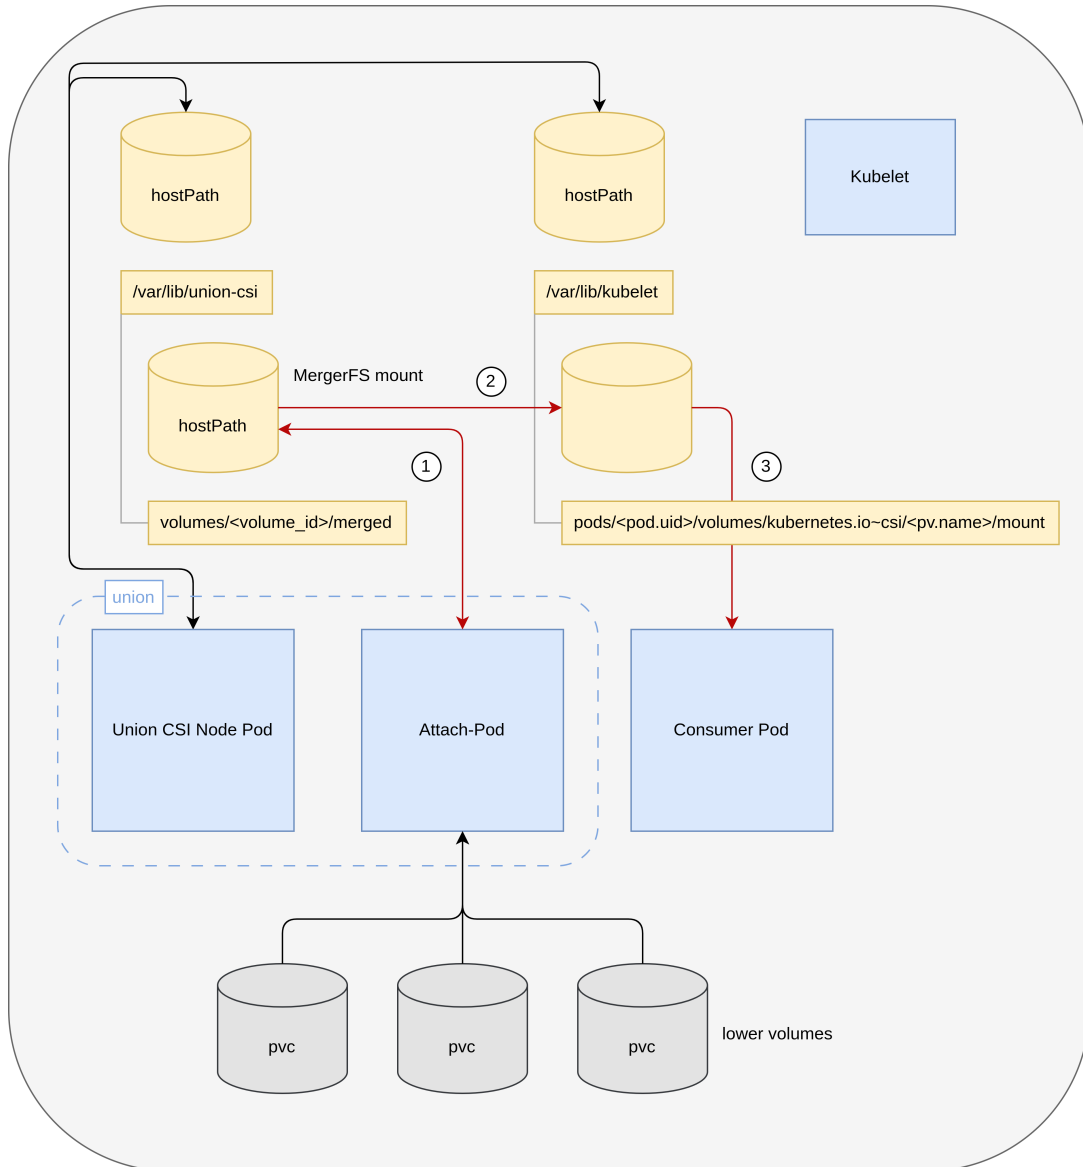 hostPath
hostPath
Kubelet
/var/lib/union-csi
/var/lib/kubelet
MergerFS mount
2
hostPath
1
3
volumes/<volume_id>/merged
pods/<pod.uid>/volumes/kubernetes.io~csi/<pv.name>/mount
union
Union CSI Node Pod
Attach-Pod
Consumer Pod
pvc
pvc
pvc
lower volumes